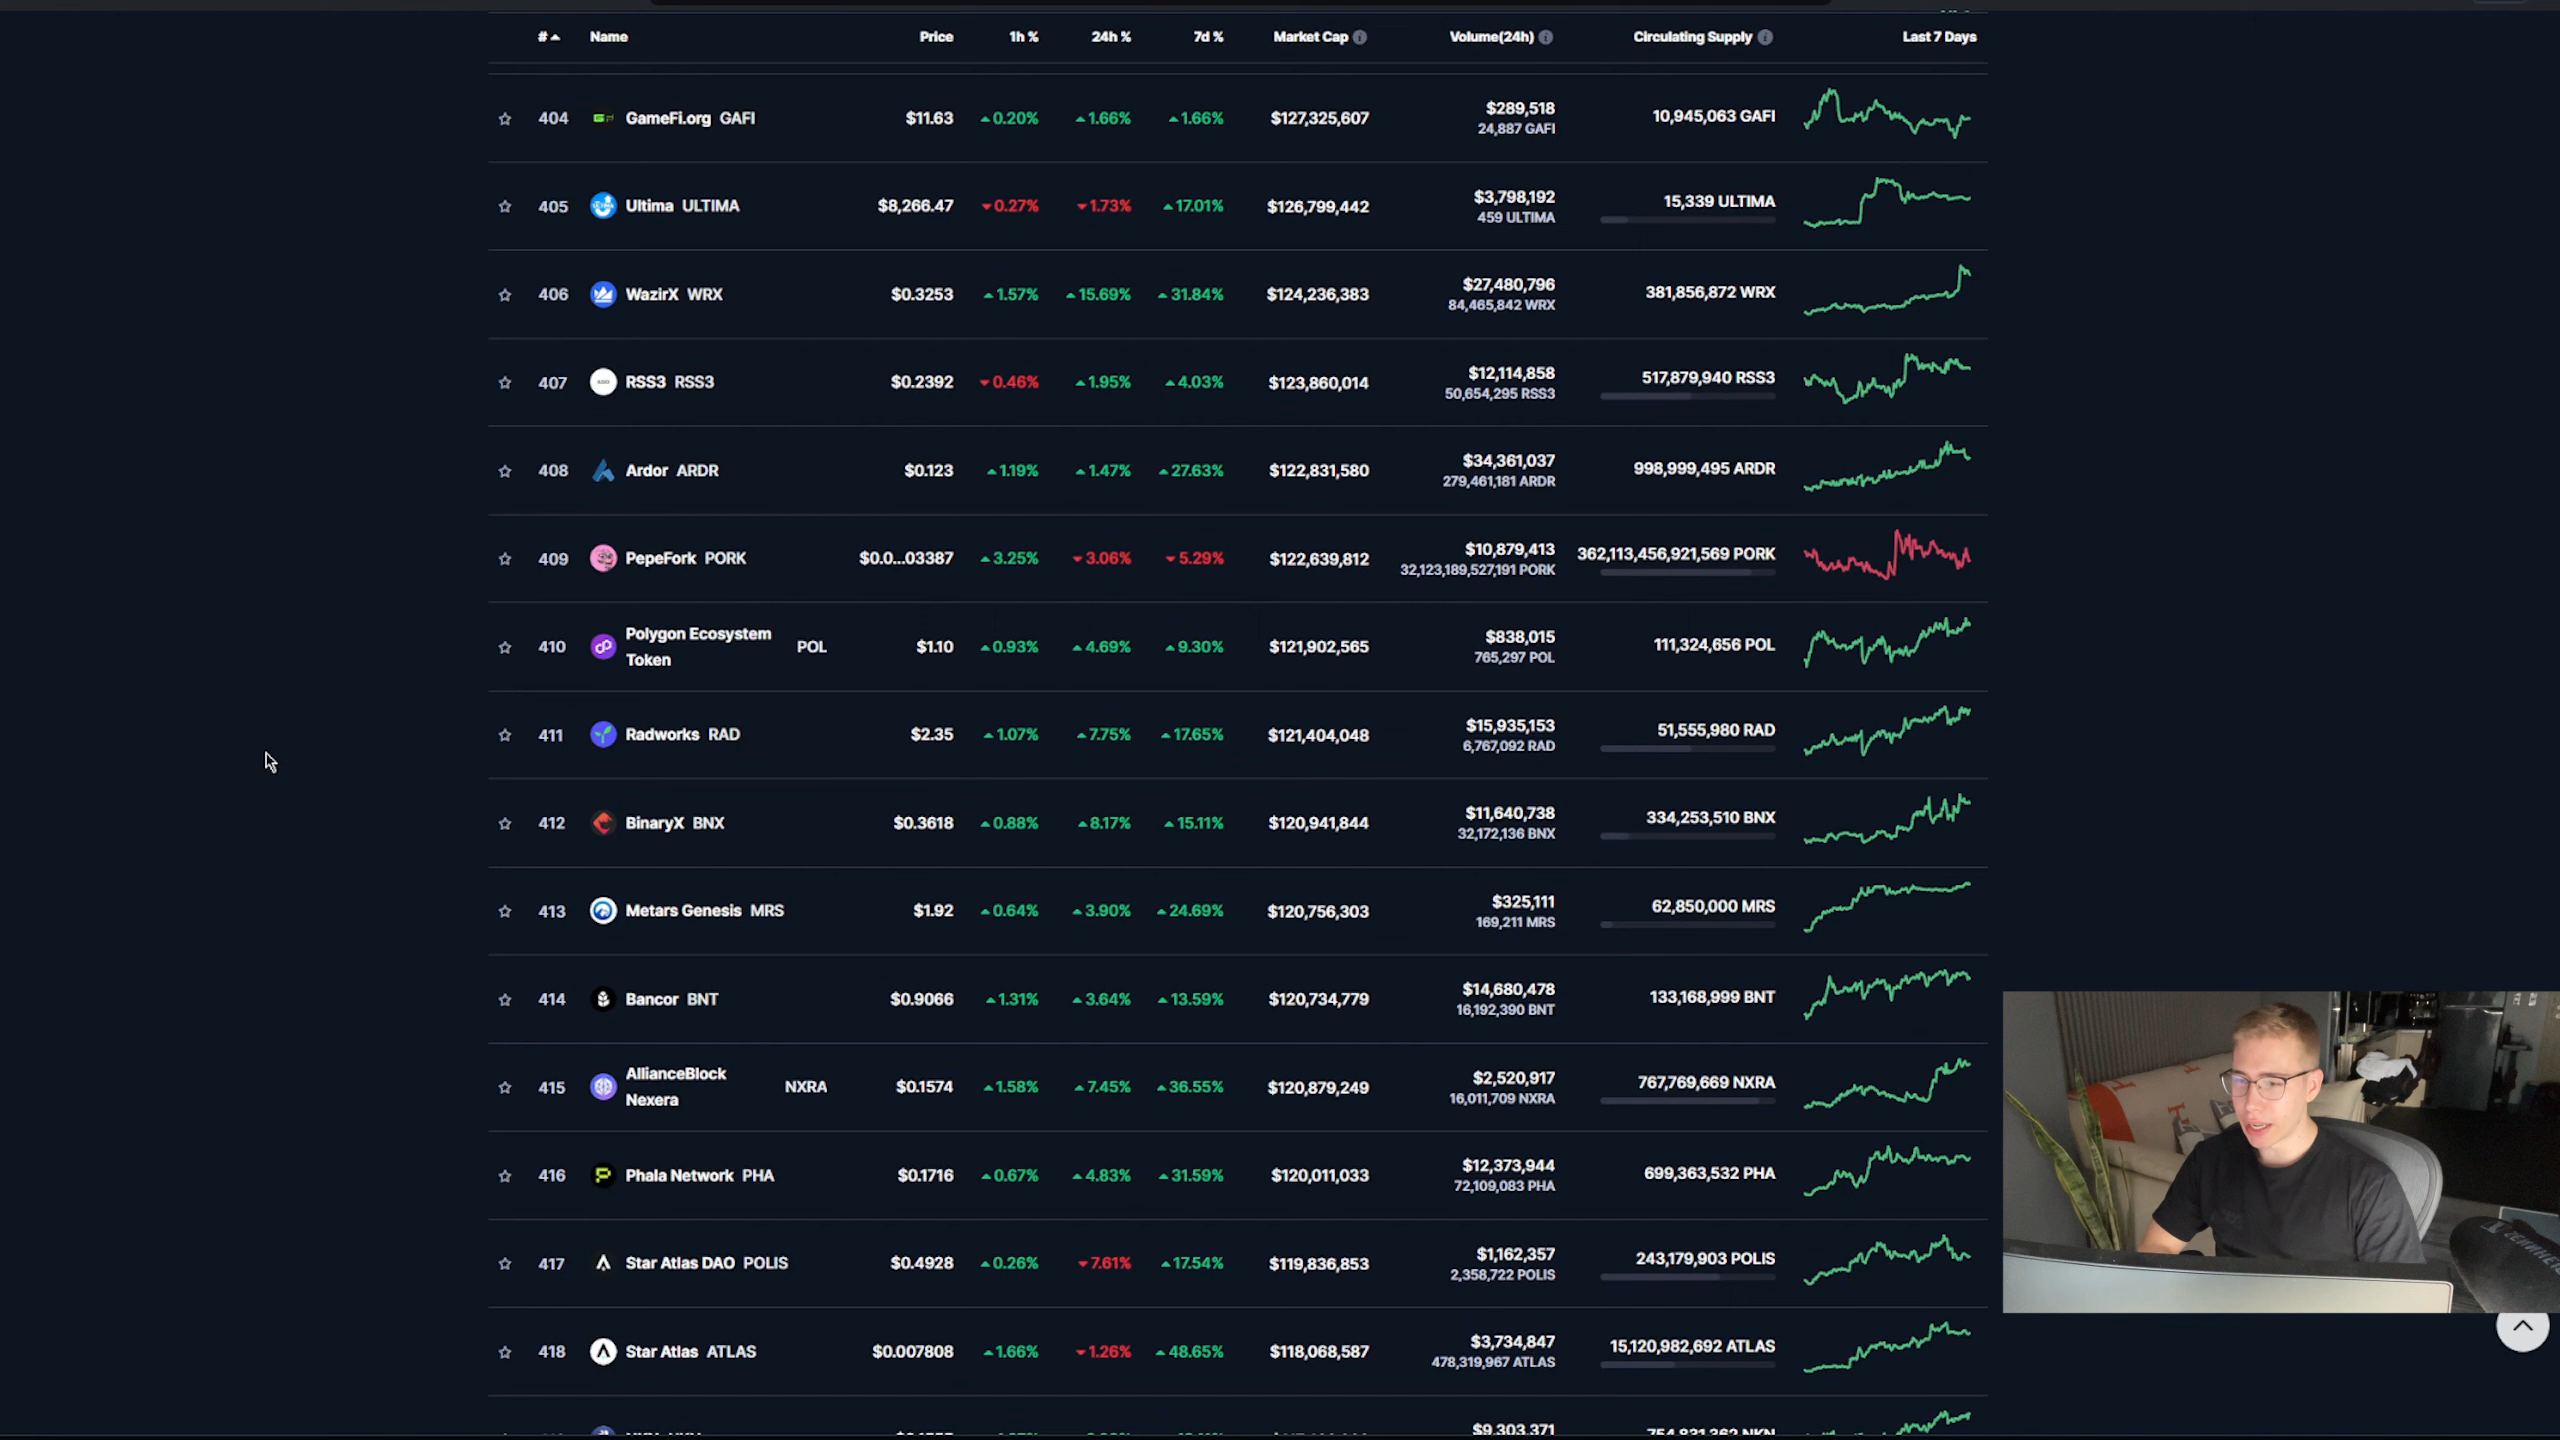 # Name Price 1h % 24h % 7d % Market Cap Volume(24h) Circulating Supply Last 7 Days
404 GameFi.org GAFI $11.63 0.20% 1.66% 1.66% $127,325,607 $289,518 10,945,063 GAFI
24,887 GAFI
405 Ultima ULTIMA $8,266.47 0.27% 1.73% 17.01% $126,799,442 $3,798,192 15,339 ULTIMA
459 ULTIMA
406 WazirX WRX $0.3253 1.57% 15.69% 31.84% $124,236,383 $27,480,796 381,856,872 WRX
84,465,842 WRX
407 RSS3 RSS3 $0.2392 0.46% 1.95% 4.03% $123,860,014 $12,114,858 517,879,940 RSS3
50,654,295 RSS3
408 Ardor ARDR $0.123 1.19% 1.47% 27.63% $122,831,580 $34,361,037 998,999,495 ARDR
279,461,181 ARDR
409 PepeFork PORK $0.0...03387 3.25% 3.06% 5.29% $122,639,812 $10,879,413 362,113,456,921,569 PORK
32,123,189,527,191 PORK
410 Polygon Ecosystem Token POL $1.10 0.93% 4.69% 9.30% $121,902,565 $838,015 111,324,656 POL
765,297 POL
411 Radworks RAD $2.35 1.07% 7.75% 17.65% $121,404,048 $15,935,153 51,555,980 RAD
6,767,092 RAD
412 BinaryX BNX $0.3618 0.88% 8.17% 15.11% $120,941,844 $11,640,738 334,253,510 BNX
32,172,136 BNX
413 Metars Genesis MRS $1.92 0.64% 3.90% 24.69% $120,756,303 $325,111 62,850,000 MRS
169,211 MRS
414 Bancor BNT $0.9066 1.31% 3.64% 13.59% $120,734,779 $14,680,478 133,168,999 BNT
16,192,390 BNT
415 AllianceBlock Nexera NXRA $0.1574 1.58% 7.45% 36.55% $120,879,249 $2,520,917 767,769,669 NXRA
16,011,709 NXRA
416 Phala Network PHA $0.1716 0.67% 4.83% 31.59% $120,011,033 $12,373,944 699,363,532 PHA
72,109,083 PHA
417 Star Atlas DAO POLIS $0.4928 0.26% 7.61% 17.54% $119,836,853 $1,162,357 243,179,903 POLIS
2,358,722 POLIS
418 Star Atlas ATLAS $0.007808 1.66% 1.26% 48.65% $118,068,587 $3,734,847 15,120,982,692 ATLAS
478,319,967 ATLAS
$9,303,371 754,831,362 NKN